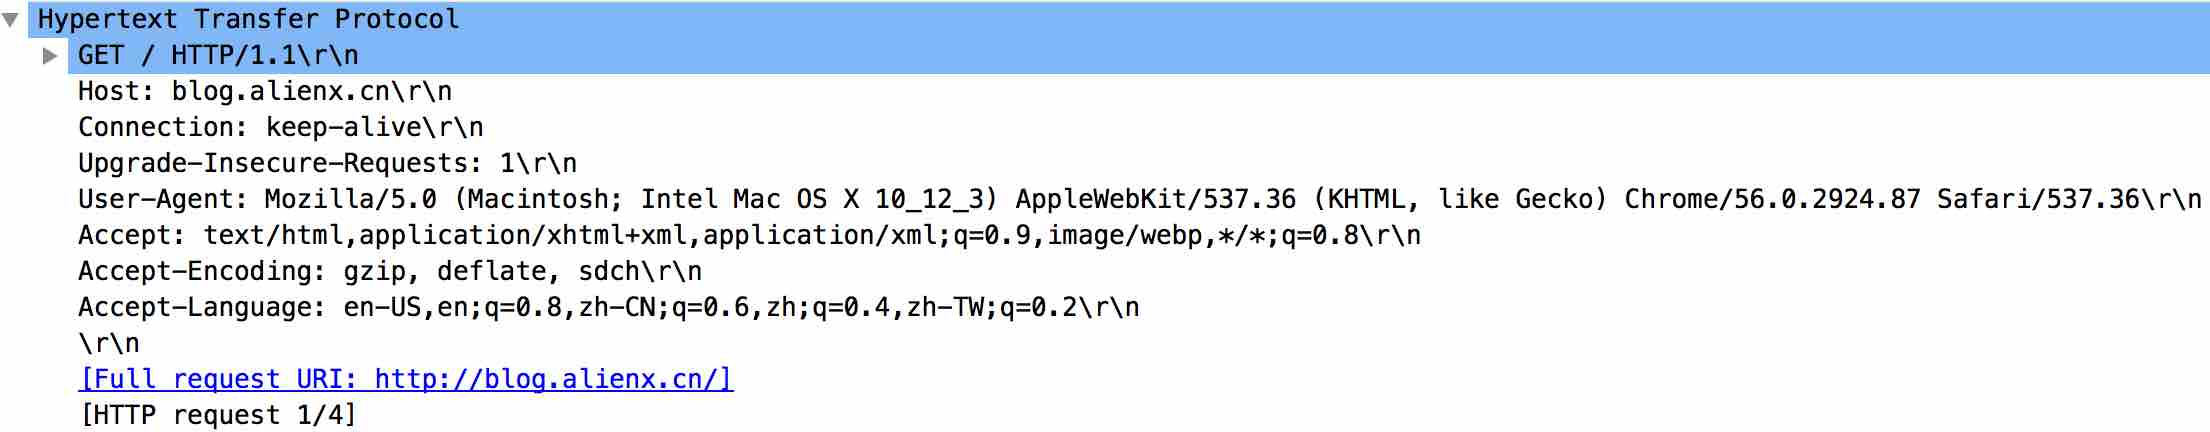 Hypertext Transfer Protocol
GET / HTTP/1.1\r\n
Host: blog.alienx.cn\r\n
Connection: keep-alive\r\n
Upgrade-Insecure-Requests: 1\r\n
User-Agent: Mozilla/5.0 (Macintosh; Intel Mac OS X 10_12_3) AppleWebKit/537.36 (KHTML, like Gecko) Chrome/56.0.2924.87 Safari/537.36\r\n
Accept: text/html,application/xhtml+xml,application/xml;q=0.9,image/webp,*/*;q=0.8\r\n
Accept-Encoding: gzip, deflate, sdch\r\n
Accept-Language: en-US,en;q=0.8,zh-CN;q=0.6,zh;q=0.4,zh-TW;q=0.2\r\n
\r\n
[Full request URI: http://blog.alienx.cn/]
[HTTP request 1/4]